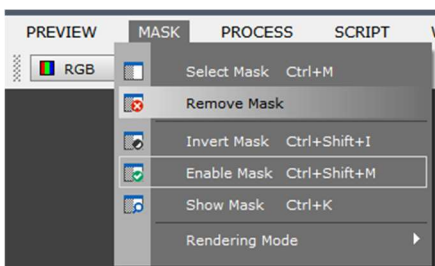 PREVIEW MASK PROCESS SCRIPT
RGB
Select Mask Ctrl+M
Remove Mask
Invert Mask Ctrl+Shift+I
Enable Mask Ctrl+Shift+M
Show Mask Ctrl+K
Rendering Mode